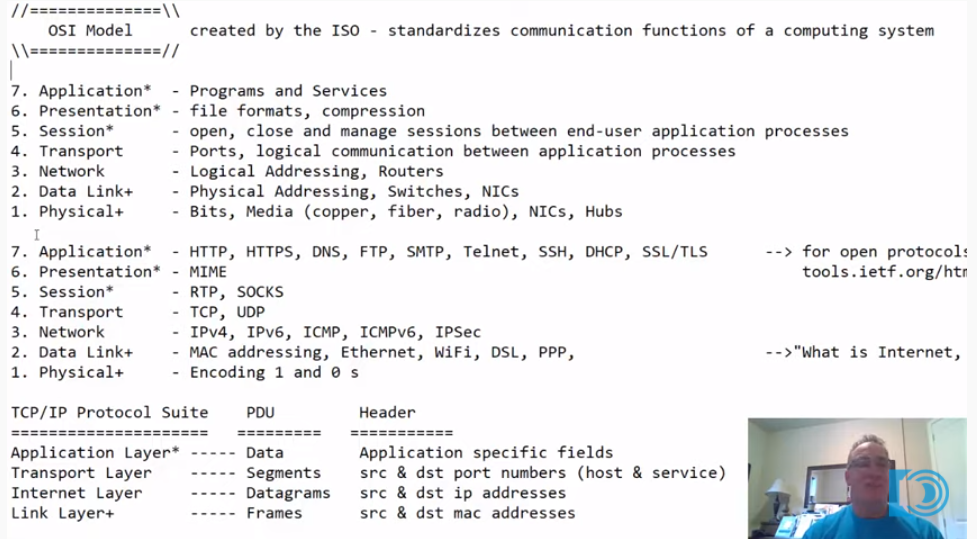 //==============\\
OSI Model created by the ISO - standardizes communication functions of a computing system
\\==============//
7. Application* - Programs and Services
6. Presentation* - file formats, compression
5. Session* - open, close and manage sessions between end-user application processes
4. Transport - Ports, logical communication between application processes
3. Network - Logical Addressing, Routers
2. Data Link+ - Physical Addressing, Switches, NICs
1. Physical+ - Bits, Media (copper, fiber, radio), NICs, Hubs
7. Application* - HTTP, HTTPS, DNS, FTP, SMTP, Telnet, SSH, DHCP, SSL/TLS --> for open protocols
6. Presentation* - MIME tools.ietf.org/htm
5. Session* - RTP, SOCKS
4. Transport - TCP, UDP
3. Network - IPv4, IPv6, ICMP, ICMPv6, IPSec
2. Data Link+ - MAC addressing, Ethernet, WiFi, DSL, PPP, -->"What is Internet,
1. Physical+ - Encoding 1 and 0 s
TCP/IP Protocol Suite PDU Header
===================== ========= ===========
Application Layer* ----- Data Application specific fields
Transport Layer ----- Segments src & dst port numbers (host & service)
Internet Layer ----- Datagrams src & dst ip addresses
Link Layer+ ----- Frames src & dst mac addresses